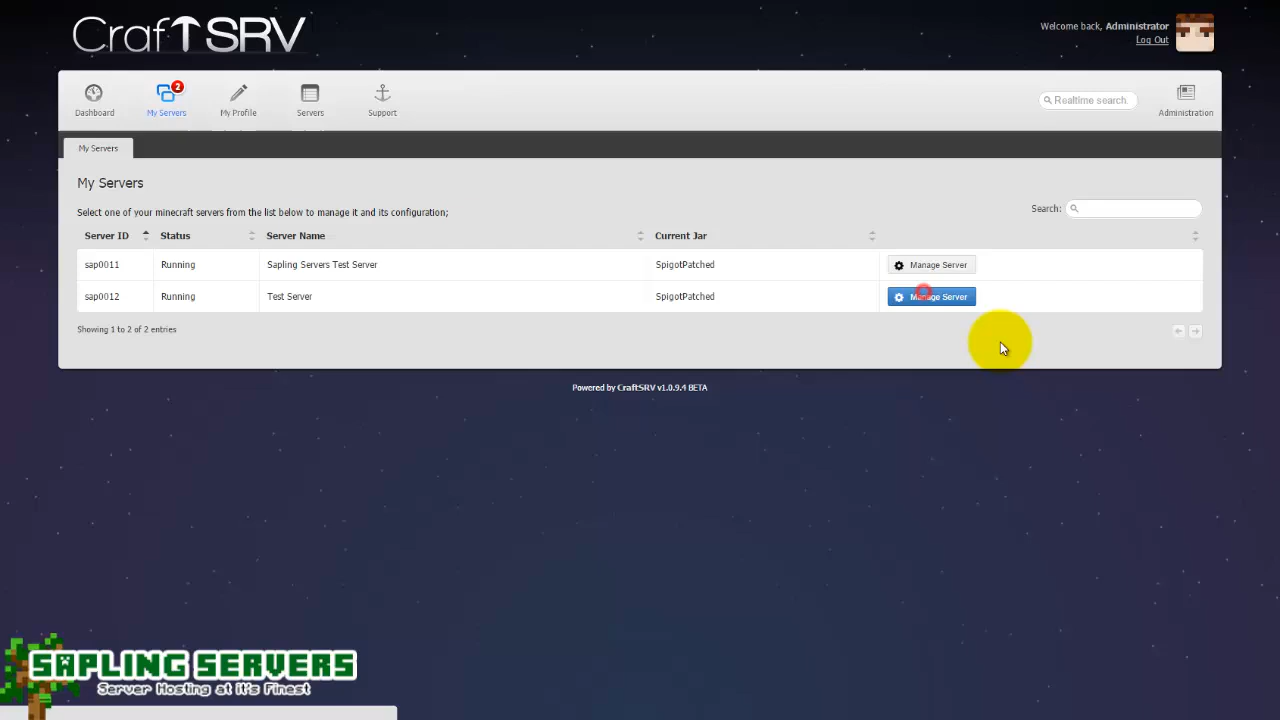 CrafTSRV
Welcome back, Administrator
Log Out
Dashboard
2
My Servers
My Profile
Servers
Support
Realtime search.
Administration
My Servers
My Servers
Select one of your minecraft servers from the list below to manage it and its configuration;
Search:
Server ID Status Server Name Current Jar
sap0011 Running Sapling Servers Test Server SpigotPatched Manage Server
sap0012 Running Test Server SpigotPatched Manage Server
Showing 1 to 2 of 2 entries
Powered by CraftSRV v1.0.9.4 BETA
SAPLING SERVERS
Server Hosting at it's Finest